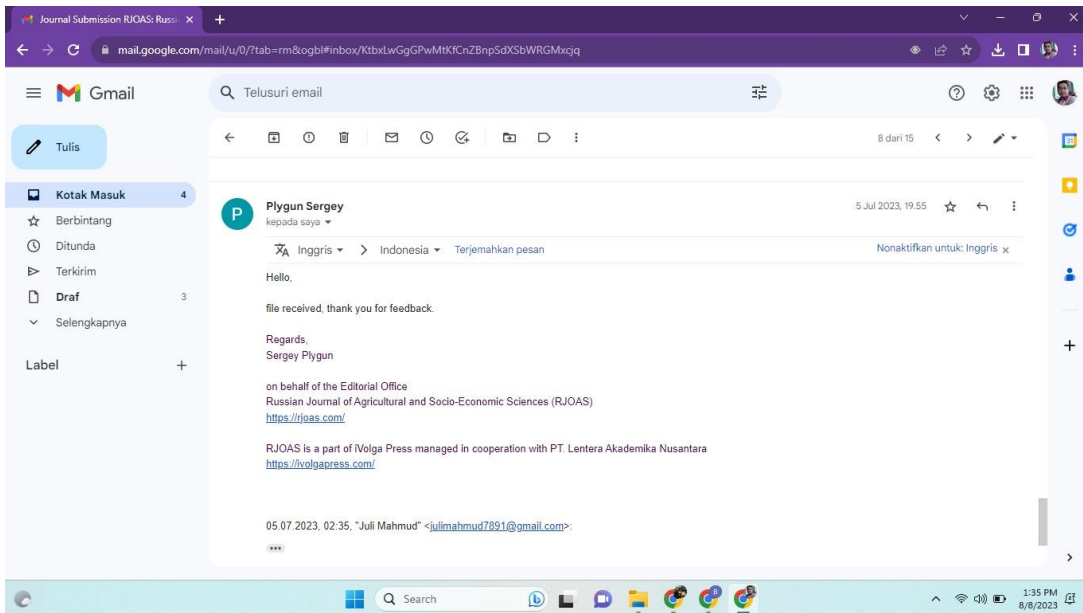 Journal Submission RJOAS: Russi
mail.google.com/mail/u/0/?tab=rm&ogbl#inbox/KtbxLwGgGPwMtKfCnZBnpSdXSbWRGMxcjq
Gmail
Telusuri email
Tulis
8 dari 15
31
Kotak Masuk 4
Berbintang
Ditunda
Terkirim
Draf 3
Selengkapnya
Label
P
Plygun Sergey
5 Jul 2023, 19.55
kepada saya
Inggris > Indonesia Terjemahkan pesan
Nonaktifkan untuk: Inggris x
Hello,
file received, thank you for feedback.
Regards,
Sergey Plygun
on behalf of the Editorial Office
Russian Journal of Agricultural and Socio-Economic Sciences (RJOAS)
https://rjoas.com/
RJOAS is a part of iVolga Press managed in cooperation with PT. Lentera Akademika Nusantara
https://ivolgapress.com/
05.07.2023, 02:35, "Juli Mahmud" <julimahmud7891@gmail.com>:
Search
1:35 PM
8/8/2023